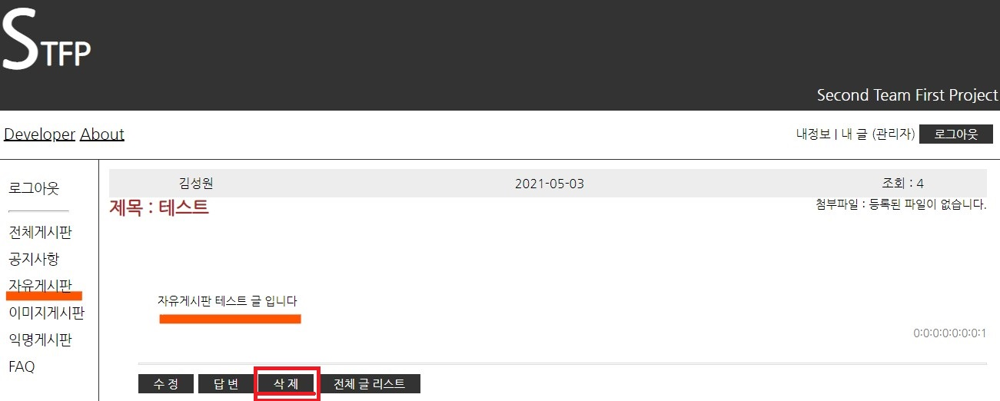 STFP
Second Team First Project
Developer About
내정보 | 내 글 (관리자) 로그아웃
로그아웃
전체게시판
공지사항
자유게시판
이미지게시판
익명게시판
FAQ
김성원 2021-05-03 조회 : 4
제목 : 테스트
첨부파일 : 등록된 파일이 없습니다.
자유게시판 테스트 글 입니다
0:0:0:0:0:0:0:1
수 정 답 변 삭 제 전체 글 리스트